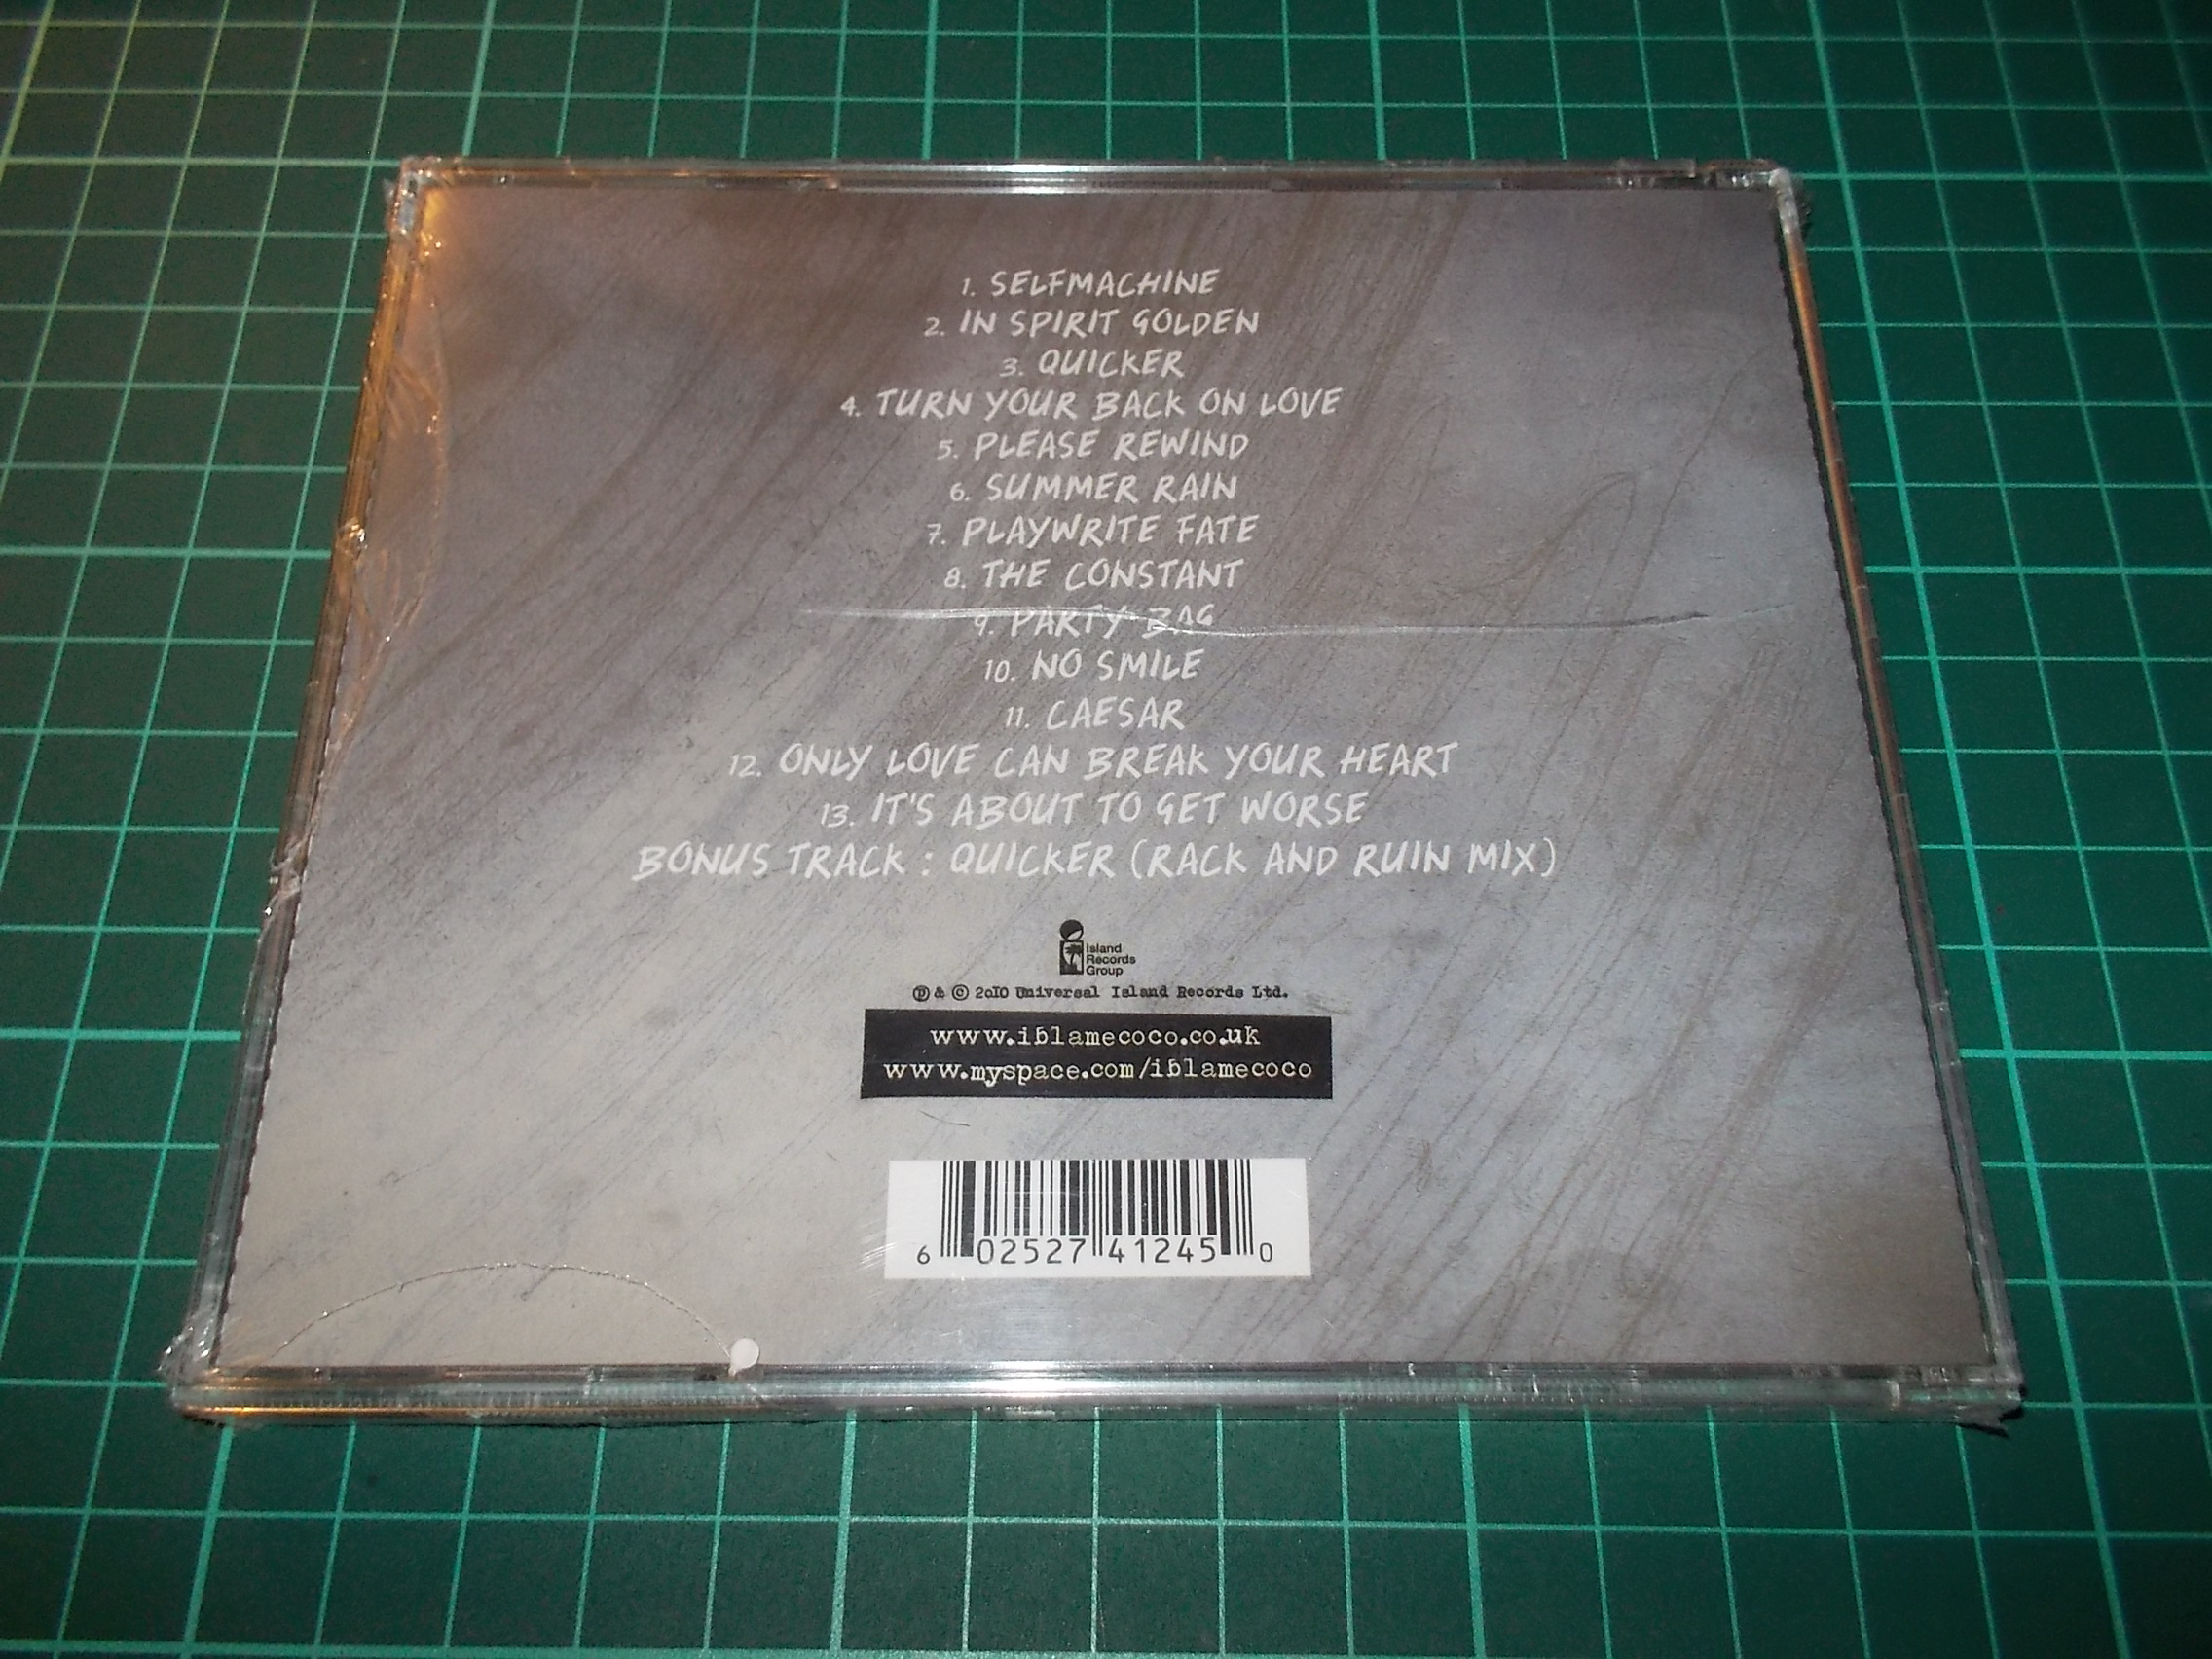 1. SELFMACHINE
2. IN SPIRIT GOLDEN
3. QUICKER
4. TURN YOUR BACK ON LOVE
5. PLEASE REWIND
6. SUMMER RAIN
7. PLAYWRITE FATE
8. THE CONSTANT
9. PARTY BAG
10. NO SMILE
11. CAESAR
12. ONLY LOVE CAN BREAK YOUR HEART
13. IT'S ABOUT TO GET WORSE
BONUS TRACK : QUICKER (RACK AND RUIN MIX)
Island
Records
Group
℗ & © 2010 Universal Island Records Ltd.
www.iblamecoco.co.uk
www.myspace.com/iblamecoco
6 02527 41245 0